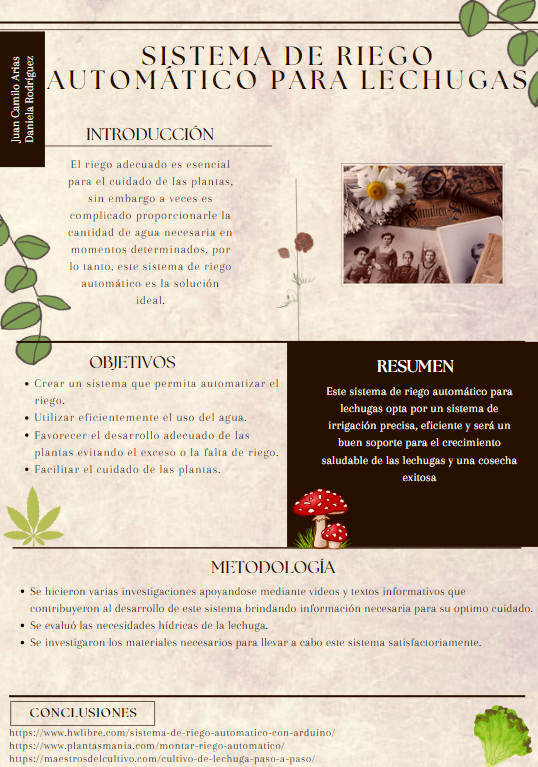 Juan Camilo Arias
Daniela Rodríguez
SISTEMA DE RIEGO
AUTOMÁTICO PARA LECHUGAS
INTRODUCCIÓN
El riego adecuado es esencial
para el cuidado de las plantas,
sin embargo a veces es
complicado proporcionarle la
cantidad de agua necesaria en
momentos determinados, por
lo tanto, este sistema de riego
automático es la solución
ideal.
OBJETIVOS
• Crear un sistema que permita automatizar el
riego.
• Utilizar eficientemente el uso del agua.
• Favorecer el desarrollo adecuado de las
plantas evitando el exceso o la falta de riego.
• Facilitar el cuidado de las plantas.
RESUMEN
Este sistema de riego automático para
lechugas opta por un sistema de
irrigación precisa, eficiente y será un
buen soporte para el crecimiento
saludable de las lechugas y una cosecha
exitosa
METODOLOGÍA
• Se hicieron varias investigaciones apoyandose mediante videos y textos informativos que
contribuyeron al desarrollo de este sistema brindando información necesaria para su optimo cuidado.
• Se evaluó las necesidades hídricas de la lechuga.
• Se investigaron los materiales necesarios para llevar a cabo este sistema satisfactoriamente.
CONCLUSIONES
https://www.hwlibre.com/sistema-de-riego-automatico-con-arduino/
https://www.plantasmania.com/montar-riego-automatico/
https://maestrosdelcultivo.com/cultivo-de-lechuga-paso-a-paso/